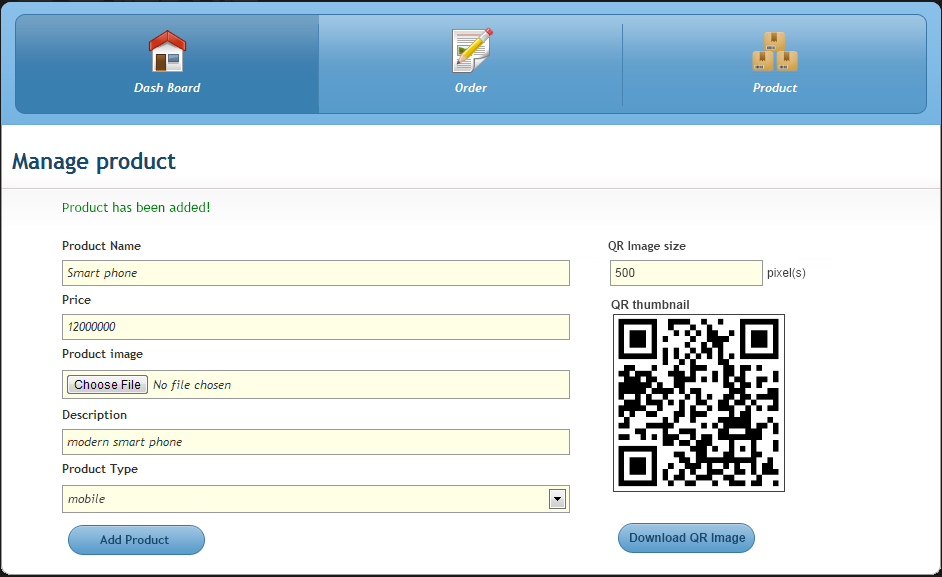 Dash Board
Order
Product
Manage product
Product has been added!
Product Name
Smart phone
Price
12000000
Product image
Choose File No file chosen
Description
modern smart phone
Product Type
mobile
Add Product
QR Image size
500 pixel(s)
QR thumbnail
Download QR Image